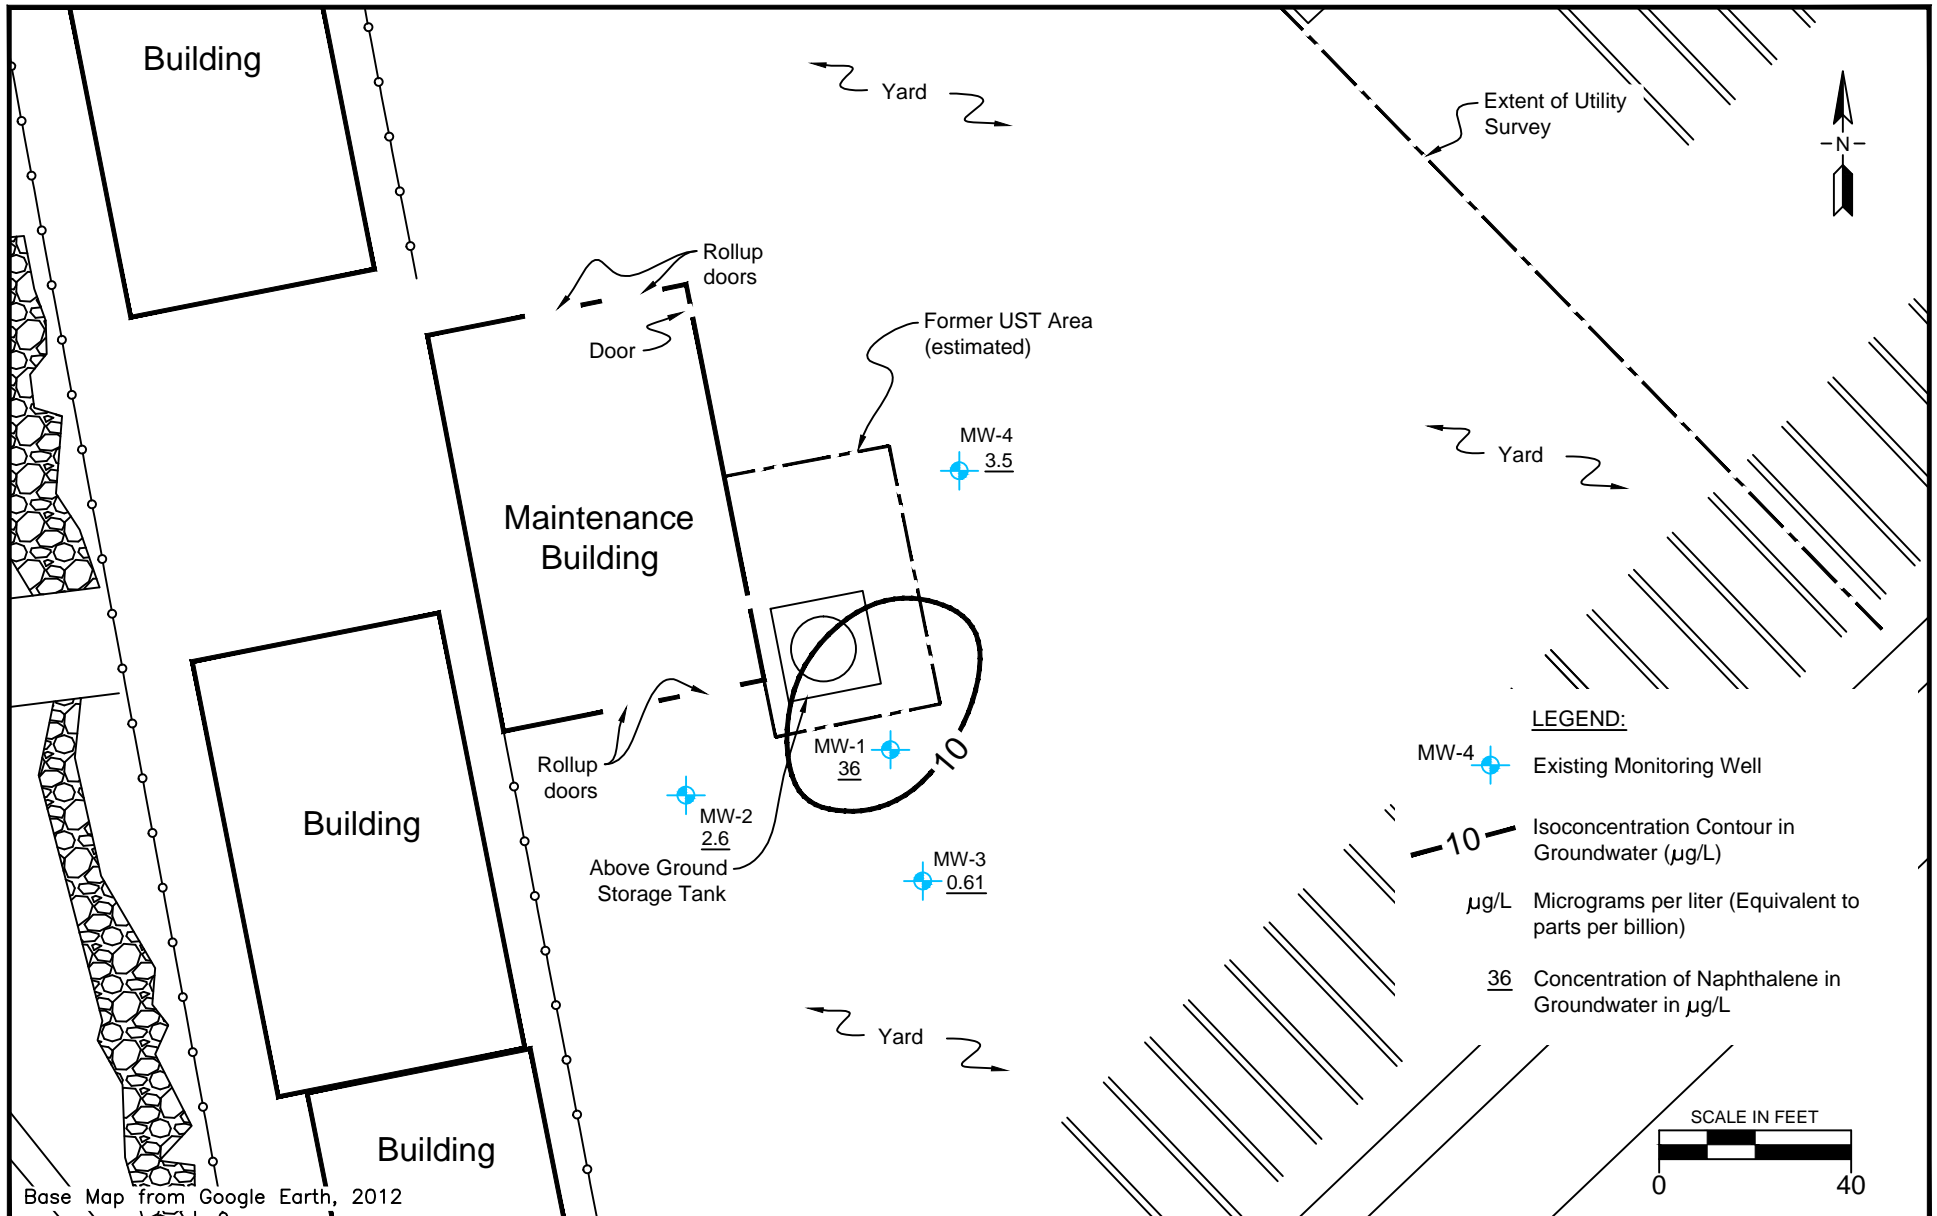 Building
Yard
Extent of Utility
Survey
N
Rollup
doors
Door
Former UST Area
(estimated)
MW-4
3.5
Yard
Maintenance
Building
MW-1
36
10
Rollup
doors
MW-2
2.6
Above Ground
Storage Tank
MW-3
0.61
Building
Yard
Building
LEGEND:
MW-4 Existing Monitoring Well
10 Isoconcentration Contour in
Groundwater (µg/L)
µg/L Micrograms per liter (Equivalent to
parts per billion)
36 Concentration of Naphthalene in
Groundwater in µg/L
SCALE IN FEET
0 40
Base Map from Google Earth, 2012